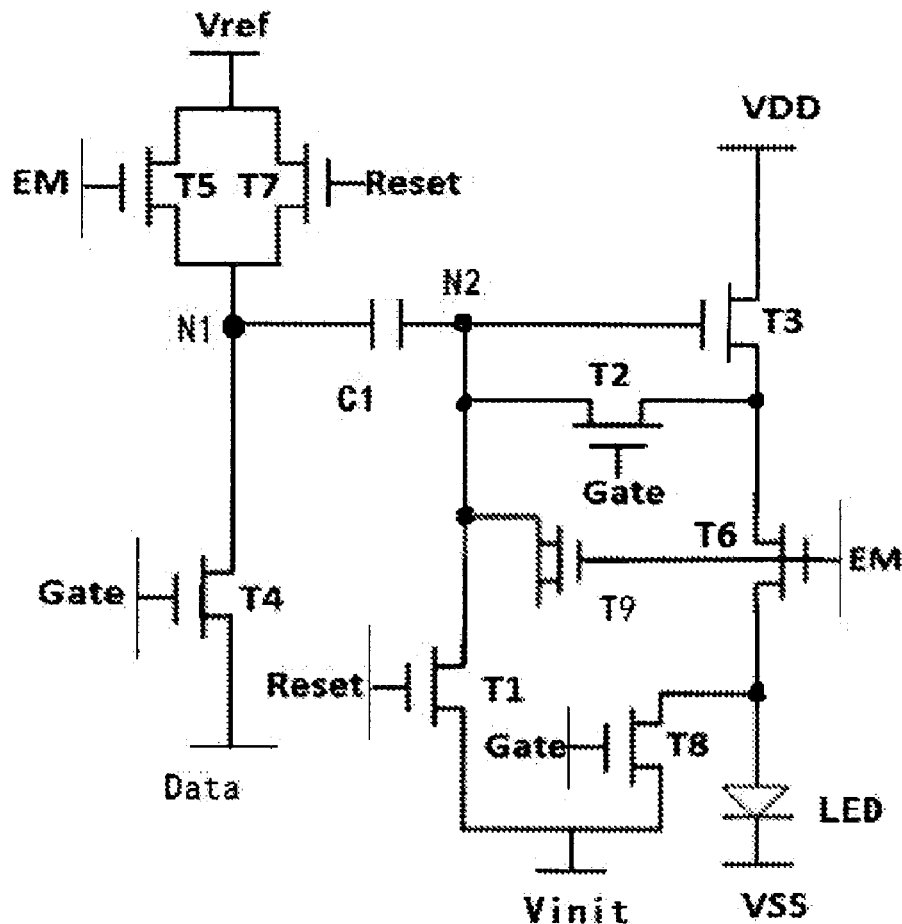 Vref
VDD
EM
T5
T7
Reset
N1
N2
T3
C1
T2
Gate
T6
EM
Gate
T4
T9
Reset
T1
Gate
T8
Data
LED
Vinit
VSS